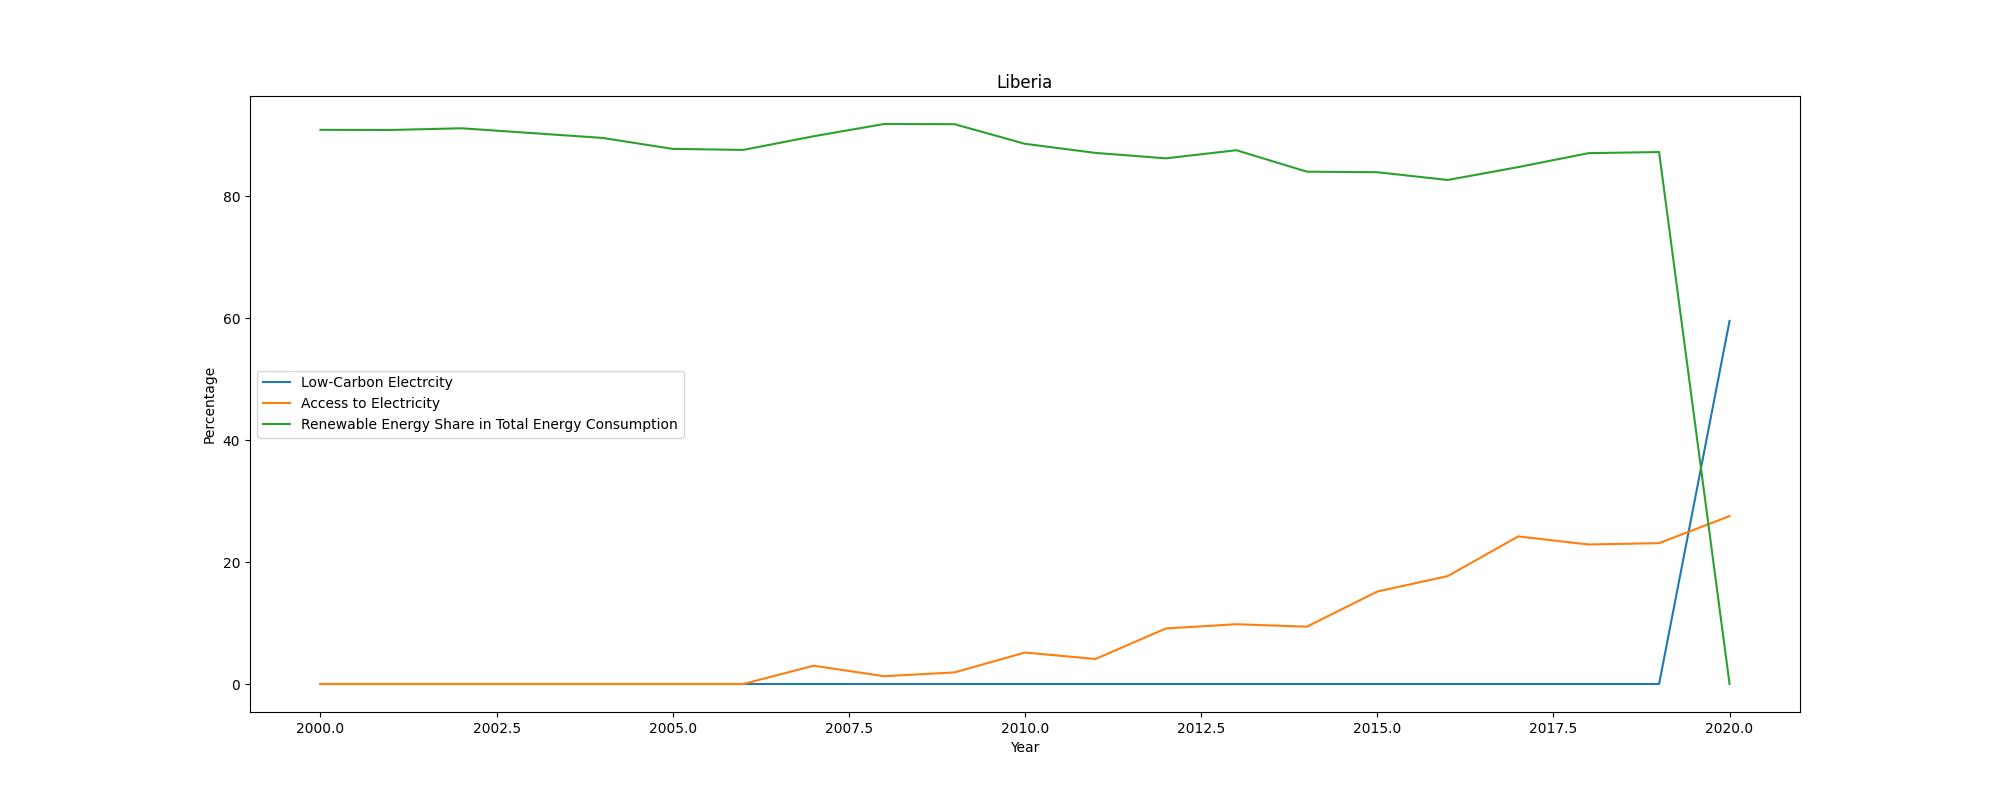 Liberia
Percentage
80
60
40
20
0
Low-Carbon Electrcity
Access to Electricity
Renewable Energy Share in Total Energy Consumption
2000.0 2002.5 2005.0 2007.5 2010.0 2012.5 2015.0 2017.5 2020.0
Year